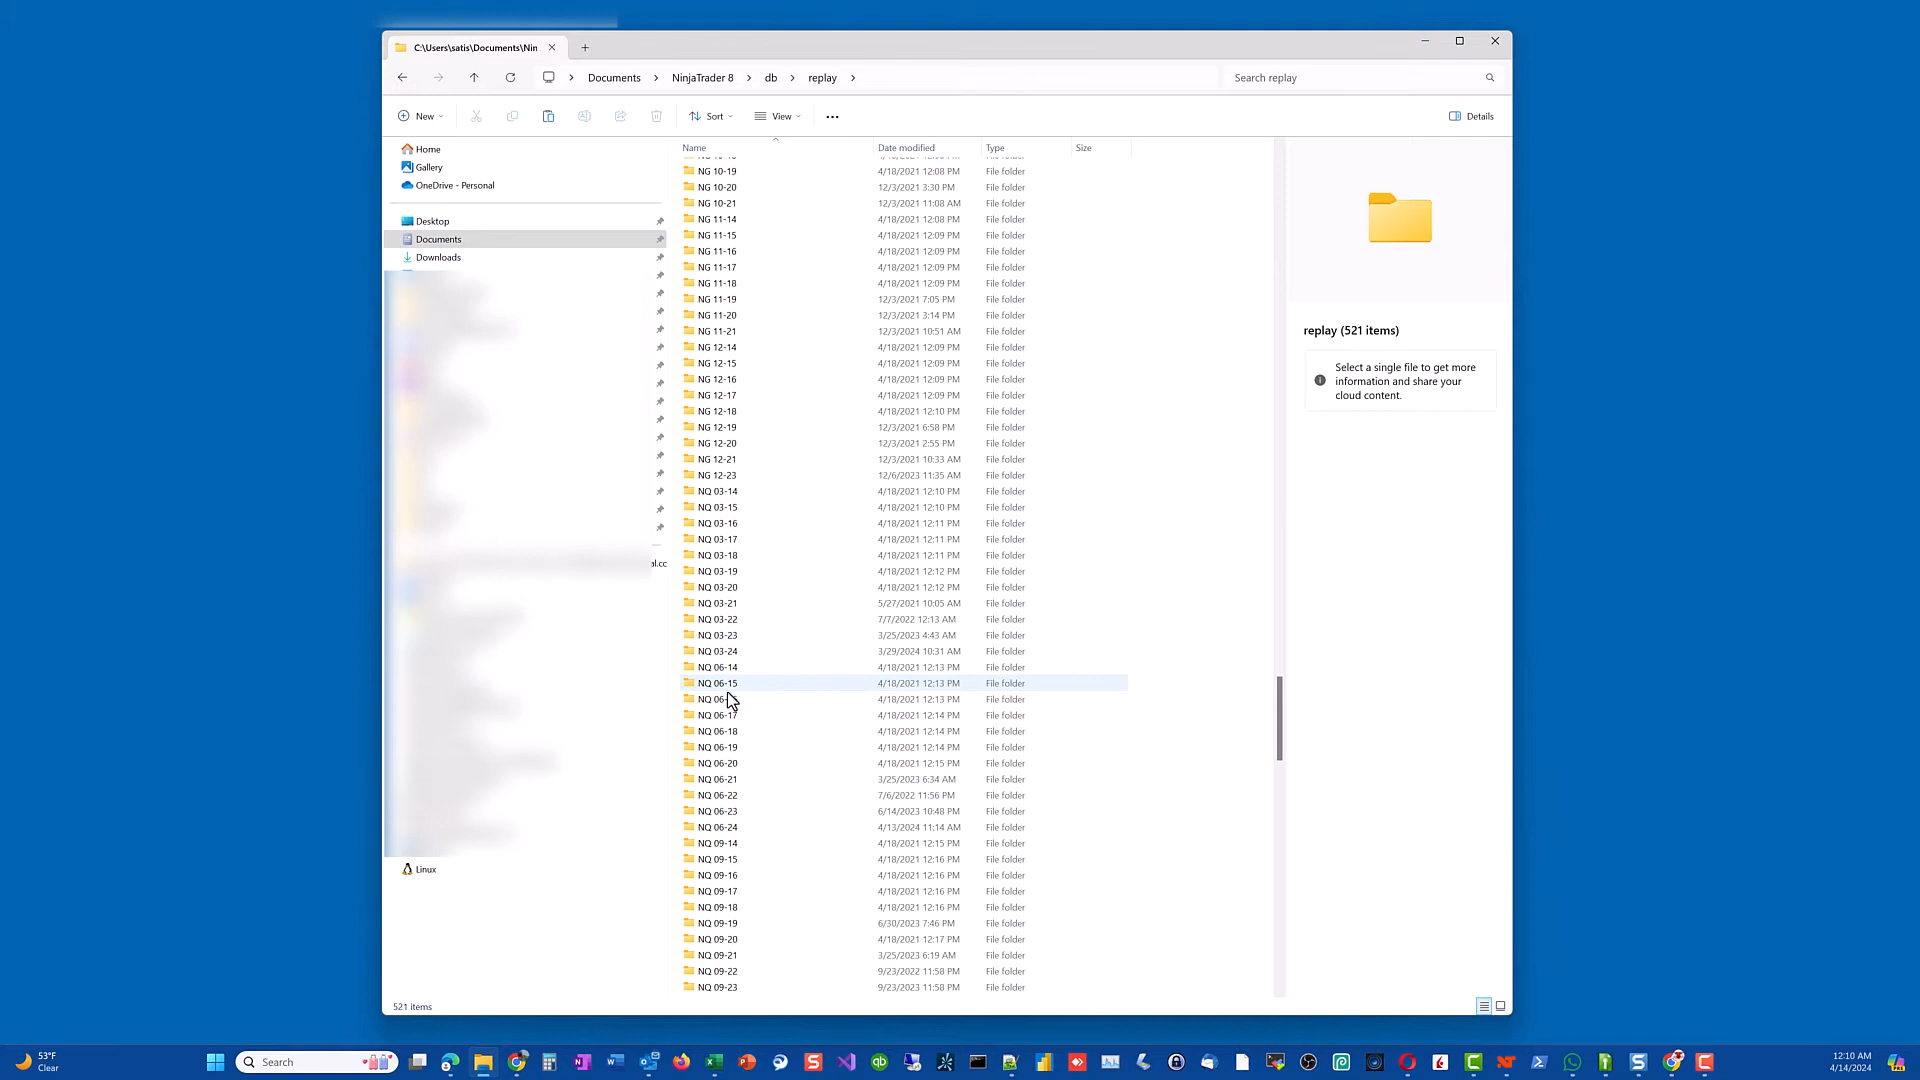 C:\Users\satis\Documents\Nin
Documents > NinjaTrader 8 > db > replay >
Search replay
New
Sort
View
Details
Home
Gallery
OneDrive - Personal
Desktop
Documents
Downloads
al.cc
Linux
Name Date modified Type Size
NG 10-19 4/18/2021 12:08 PM File folder
NG 10-20 12/3/2021 3:30 PM File folder
NG 10-21 12/3/2021 11:08 AM File folder
NG 11-14 4/18/2021 12:08 PM File folder
NG 11-15 4/18/2021 12:09 PM File folder
NG 11-16 4/18/2021 12:09 PM File folder
NG 11-17 4/18/2021 12:09 PM File folder
NG 11-18 4/18/2021 12:09 PM File folder
NG 11-19 12/3/2021 7:05 PM File folder
NG 11-20 12/3/2021 3:14 PM File folder
NG 11-21 12/3/2021 10:51 AM File folder
NG 12-14 4/18/2021 12:09 PM File folder
NG 12-15 4/18/2021 12:09 PM File folder
NG 12-16 4/18/2021 12:09 PM File folder
NG 12-17 4/18/2021 12:09 PM File folder
NG 12-18 4/18/2021 12:10 PM File folder
NG 12-19 12/3/2021 6:58 PM File folder
NG 12-20 12/3/2021 2:55 PM File folder
NG 12-21 12/3/2021 10:33 AM File folder
NG 12-23 12/6/2023 11:35 AM File folder
NQ 03-14 4/18/2021 12:10 PM File folder
NQ 03-15 4/18/2021 12:10 PM File folder
NQ 03-16 4/18/2021 12:11 PM File folder
NQ 03-17 4/18/2021 12:11 PM File folder
NQ 03-18 4/18/2021 12:11 PM File folder
NQ 03-19 4/18/2021 12:12 PM File folder
NQ 03-20 4/18/2021 12:12 PM File folder
NQ 03-21 5/27/2021 10:05 AM File folder
NQ 03-22 7/7/2022 12:13 AM File folder
NQ 03-23 3/25/2023 4:43 AM File folder
NQ 03-24 3/29/2024 10:31 AM File folder
NQ 06-14 4/18/2021 12:13 PM File folder
NQ 06-15 4/18/2021 12:13 PM File folder
NQ 4/18/2021 12:13 PM File folder
NQ 06-17 4/18/2021 12:14 PM File folder
NQ 06-18 4/18/2021 12:14 PM File folder
NQ 06-19 4/18/2021 12:14 PM File folder
NQ 06-20 4/18/2021 12:15 PM File folder
NQ 06-21 3/25/2023 6:34 AM File folder
NQ 06-22 7/6/2022 11:56 PM File folder
NQ 06-23 6/14/2023 10:48 PM File folder
NQ 06-24 4/13/2024 11:14 AM File folder
NQ 09-14 4/18/2021 12:15 PM File folder
NQ 09-15 4/18/2021 12:16 PM File folder
NQ 09-16 4/18/2021 12:16 PM File folder
NQ 09-17 4/18/2021 12:16 PM File folder
NQ 09-18 4/18/2021 12:16 PM File folder
NQ 09-19 6/30/2023 7:46 PM File folder
NQ 09-20 4/18/2021 12:17 PM File folder
NQ 09-21 3/25/2023 6:19 AM File folder
NQ 09-22 9/23/2022 11:58 PM File folder
NQ 09-23 9/23/2023 11:58 PM File folder
replay (521 items)
Select a single file to get more
information and share your
cloud content.
521 items
53°F
Clear
Search
12:10 AM
4/14/2024